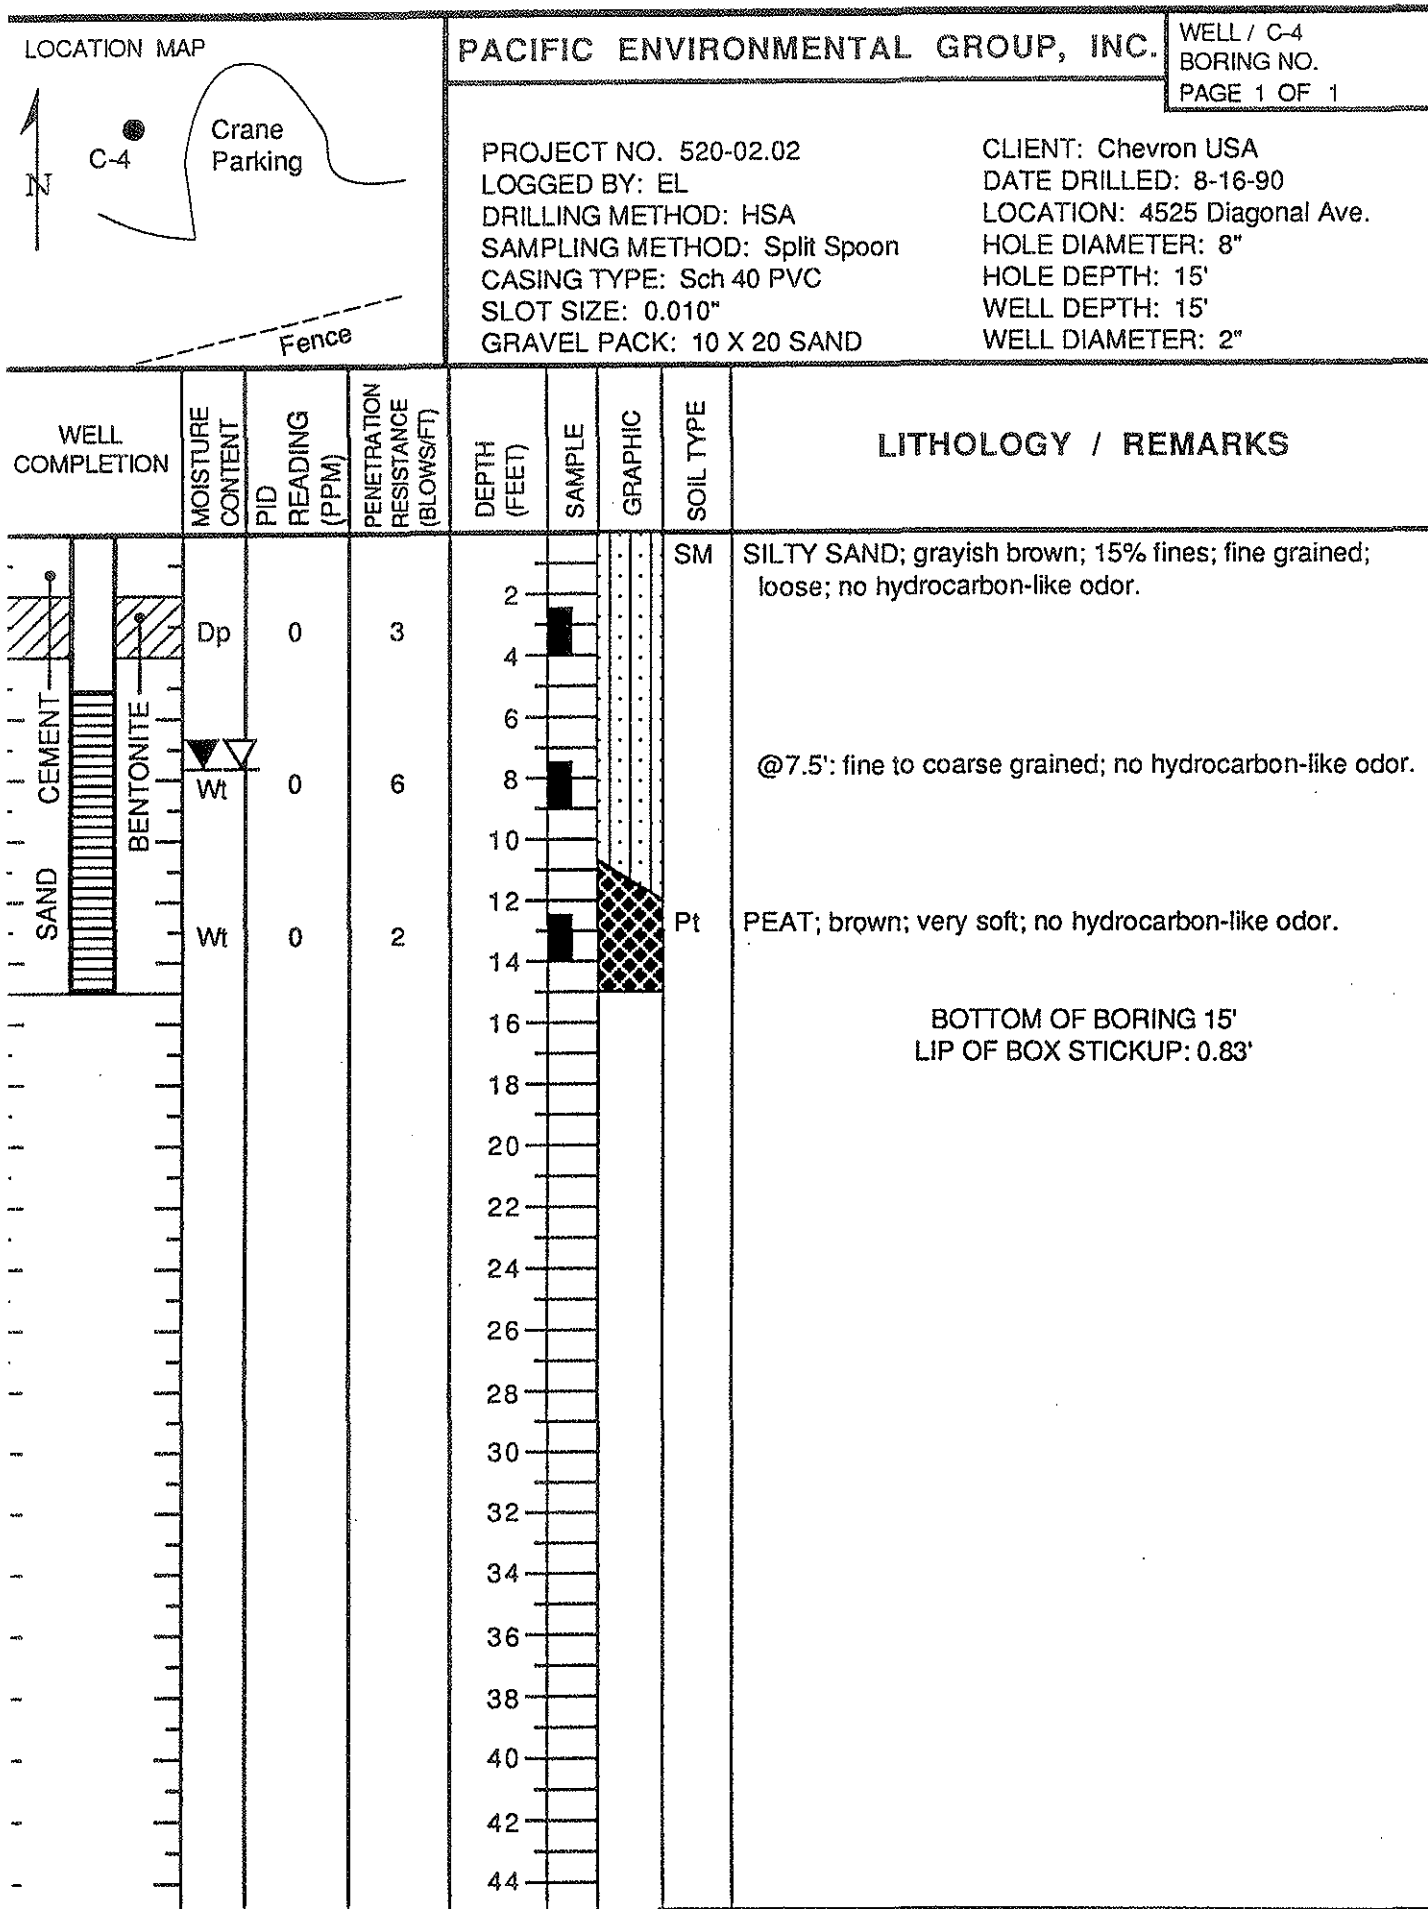 LOCATION MAP
N
C-4
Crane
Parking
Fence
PACIFIC ENVIRONMENTAL GROUP, INC.
WELL / C-4
BORING NO.
PAGE 1 OF 1
PROJECT NO. 520-02.02
LOGGED BY: EL
DRILLING METHOD: HSA
SAMPLING METHOD: Split Spoon
CASING TYPE: Sch 40 PVC
SLOT SIZE: 0.010"
GRAVEL PACK: 10 X 20 SAND
CLIENT: Chevron USA
DATE DRILLED: 8-16-90
LOCATION: 4525 Diagonal Ave.
HOLE DIAMETER: 8"
HOLE DEPTH: 15'
WELL DEPTH: 15'
WELL DIAMETER: 2"
WELL
COMPLETION
MOISTURE
CONTENT
PID
READING
(PPM)
PENETRATION
RESISTANCE
(BLOWS/FT)
DEPTH
(FEET)
SAMPLE
GRAPHIC
SOIL TYPE
LITHOLOGY / REMARKS
SM SILTY SAND; grayish brown; 15% fines; fine grained;
loose; no hydrocarbon-like odor.
2
Dp 0 3
4
6
CEMENT
BENTONITE
SAND
@7.5': fine to coarse grained; no hydrocarbon-like odor.
Wt 0 6 8
10
12
Pt PEAT; brown; very soft; no hydrocarbon-like odor.
Wt 0 2
14
BOTTOM OF BORING 15'
16
LIP OF BOX STICKUP: 0.83'
18
20
22
24
26
28
30
32
34
36
38
40
42
44